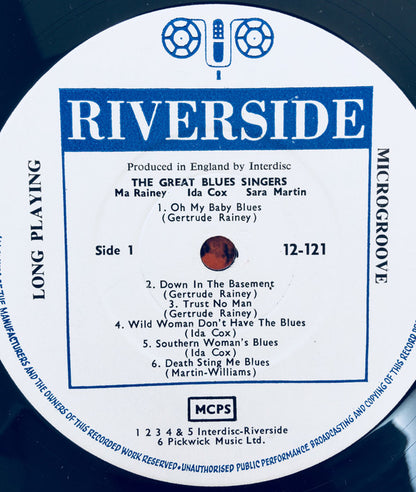 RIVERSIDE
Produced in England by Interdisc
THE GREAT BLUES SINGERS
Ma Rainey Ida Cox Sara Martin
1. Oh My Baby Blues
(Gertrude Rainey)
Side 1 12-121
2. Down In The Basement
(Gertrude Rainey)
3. Trust No Man
(Gertrude Rainey)
4. Wild Woman Don't Have The Blues
(Ida Cox)
5. Southern Woman's Blues
(Ida Cox)
6. Death Sting Me Blues
(Martin-Williams)
MCPS
1 2 3 4 & 5 Interdisc-Riverside
6 Pickwick Music Ltd.
LONG PLAYING
MICROGROOVE
OF THE MANUFACTURERS AND THE OWNERS OF THIS RECORDED WORK RESERVED • UNAUTHORISED PUBLIC PERFORMANCE BROADCASTING AND COPYING OF THIS